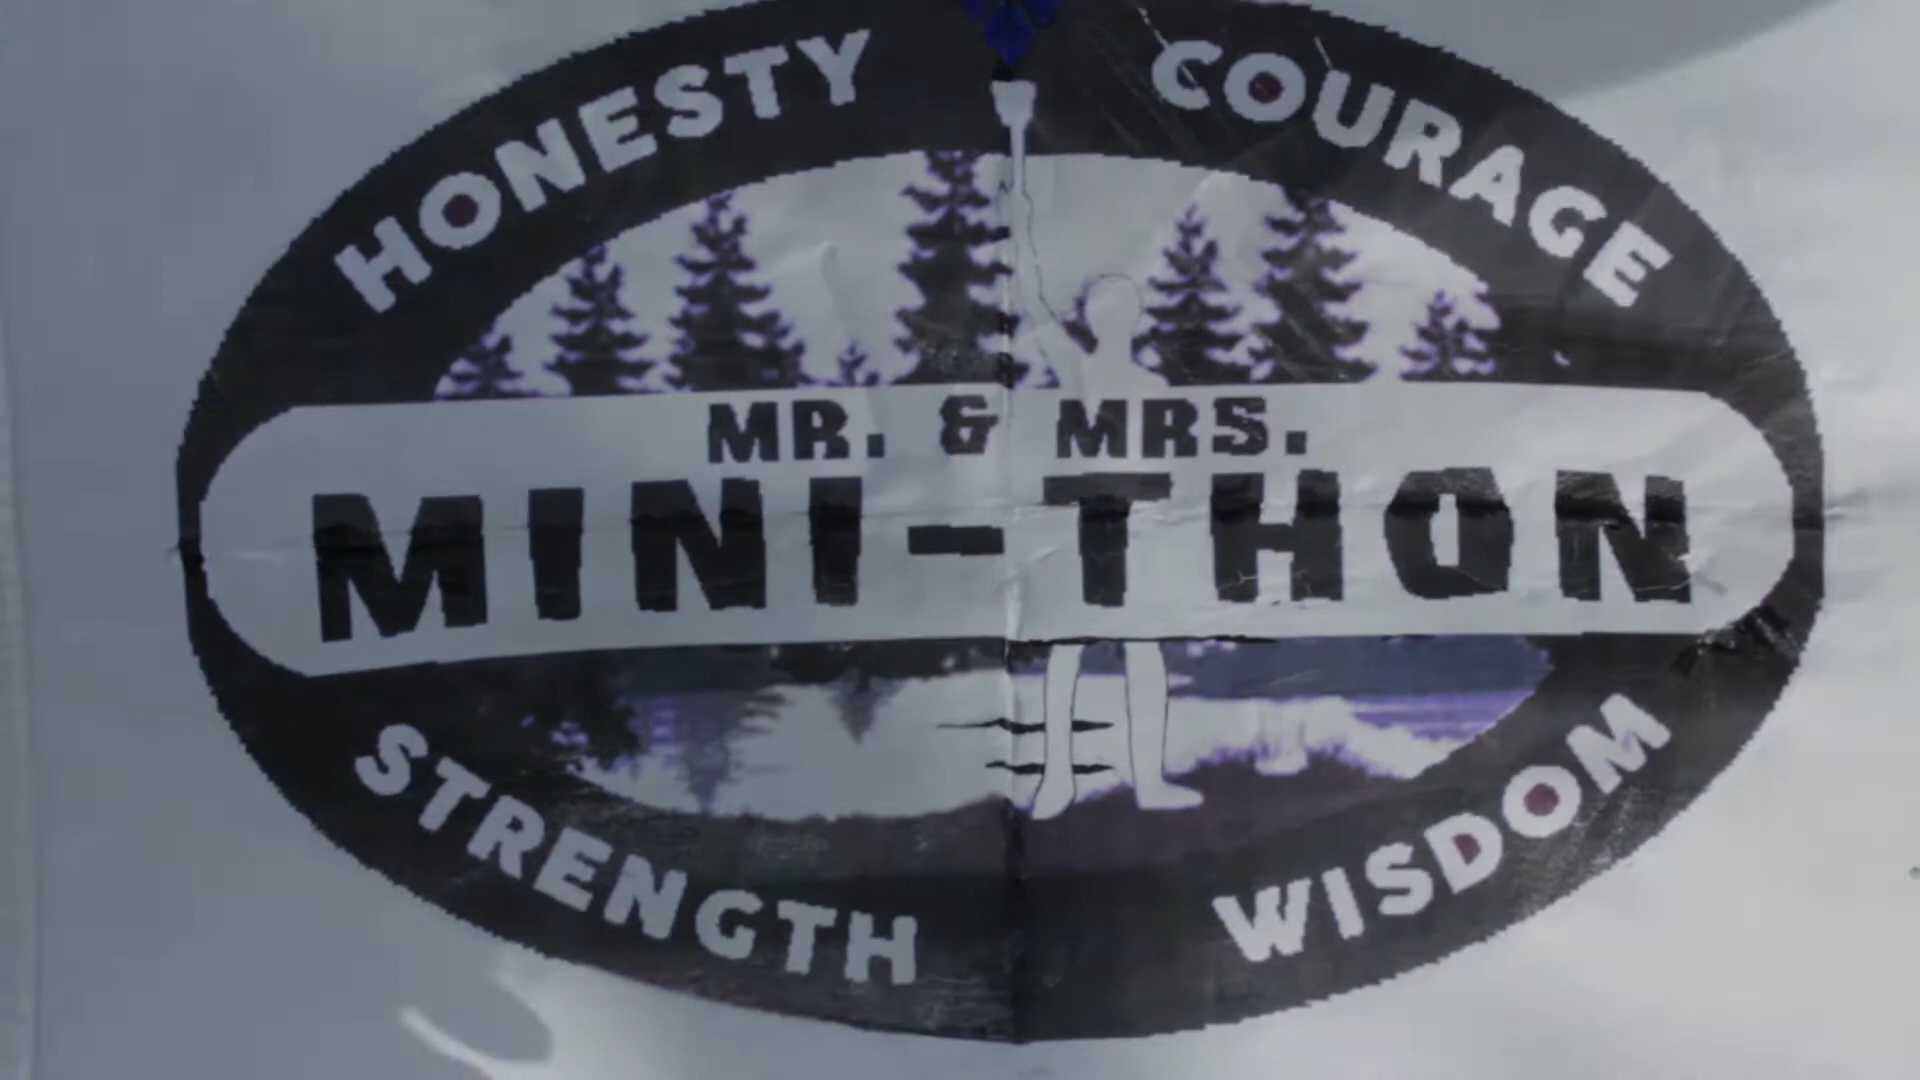 HONESTY
COURAGE
MR. & MRS.
MINI-THON
STRENGTH
WISDOM